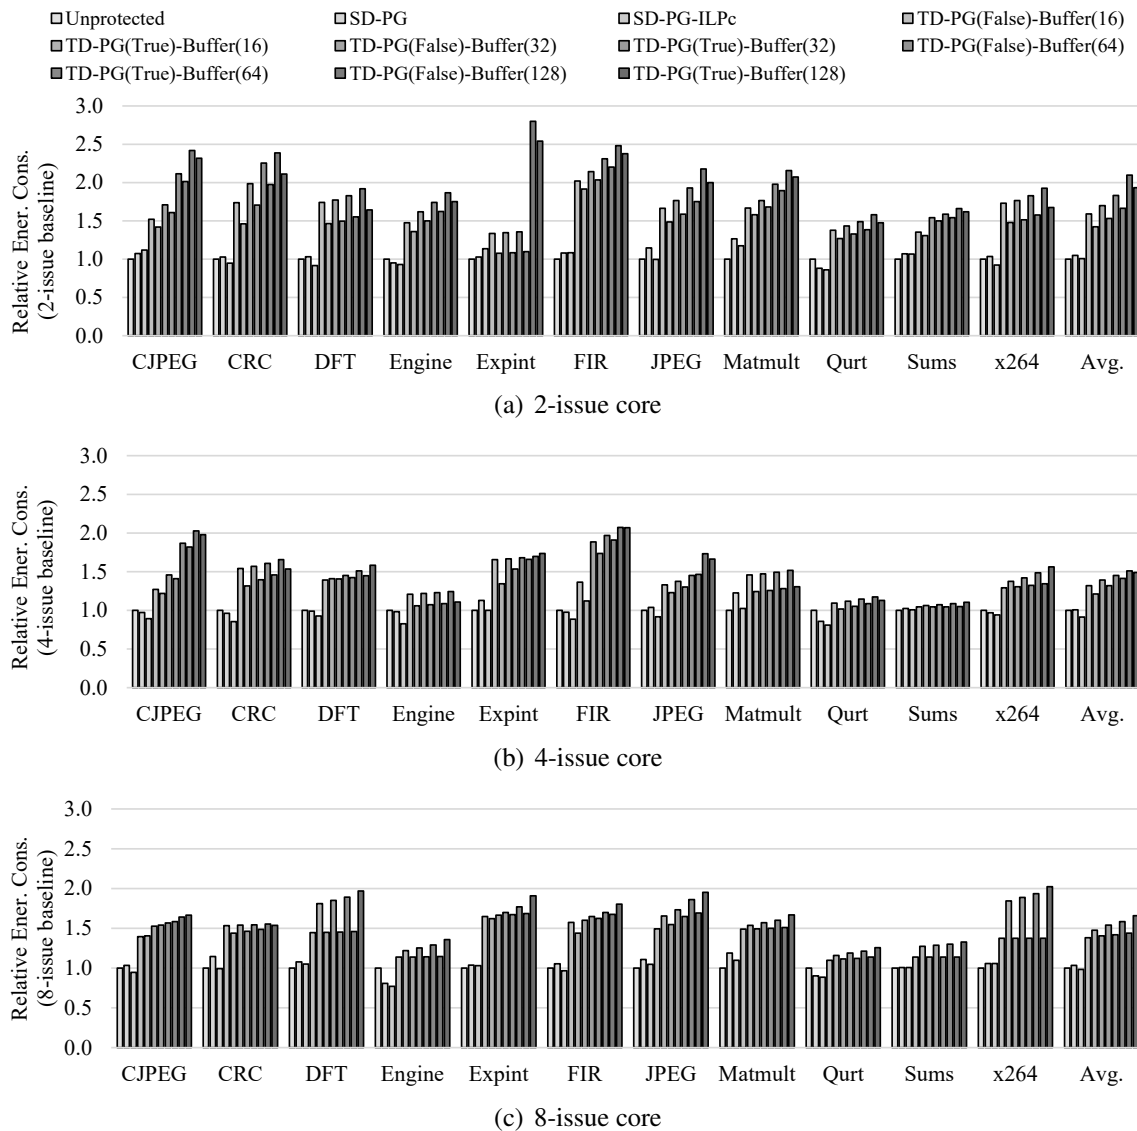 Unprotected SD-PG SD-PG-ILPc TD-PG(False)-Buffer(16)
TD-PG(True)-Buffer(16) TD-PG(False)-Buffer(32) TD-PG(True)-Buffer(32) TD-PG(False)-Buffer(64)
TD-PG(True)-Buffer(64) TD-PG(False)-Buffer(128) TD-PG(True)-Buffer(128)
Relative Ener. Cons.
(2-issue baseline)
3.0
2.5
2.0
1.5
1.0
0.5
0.0
CJPEG CRC DFT Engine Expint FIR JPEG Matmult Qurt Sums x264 Avg.
(a) 2-issue core
Relative Ener. Cons.
(4-issue baseline)
3.0
2.5
2.0
1.5
1.0
0.5
0.0
CJPEG CRC DFT Engine Expint FIR JPEG Matmult Qurt Sums x264 Avg.
(b) 4-issue core
Relative Ener. Cons.
(8-issue baseline)
3.0
2.5
2.0
1.5
1.0
0.5
0.0
CJPEG CRC DFT Engine Expint FIR JPEG Matmult Qurt Sums x264 Avg.
(c) 8-issue core